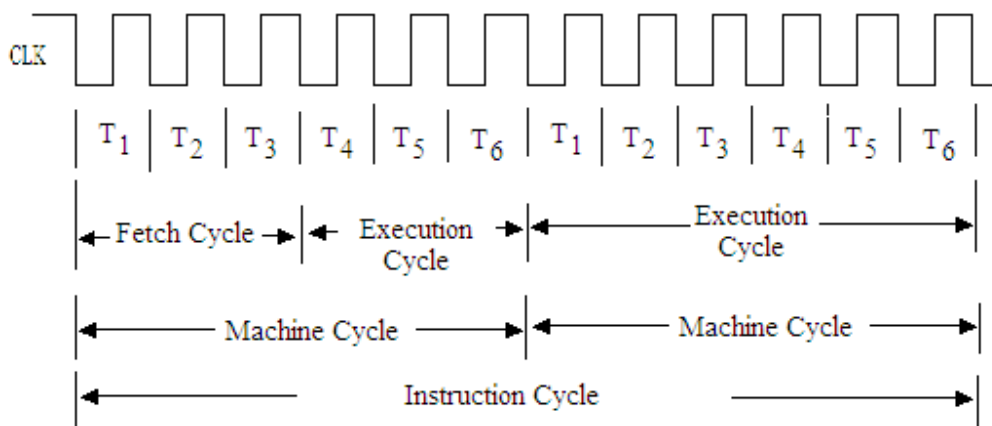 CLK
T1 T2 T3 T4 T5 T6 T1 T2 T3 T4 T5 T6
Fetch Cycle Execution Cycle Execution Cycle
Machine Cycle Machine Cycle
Instruction Cycle